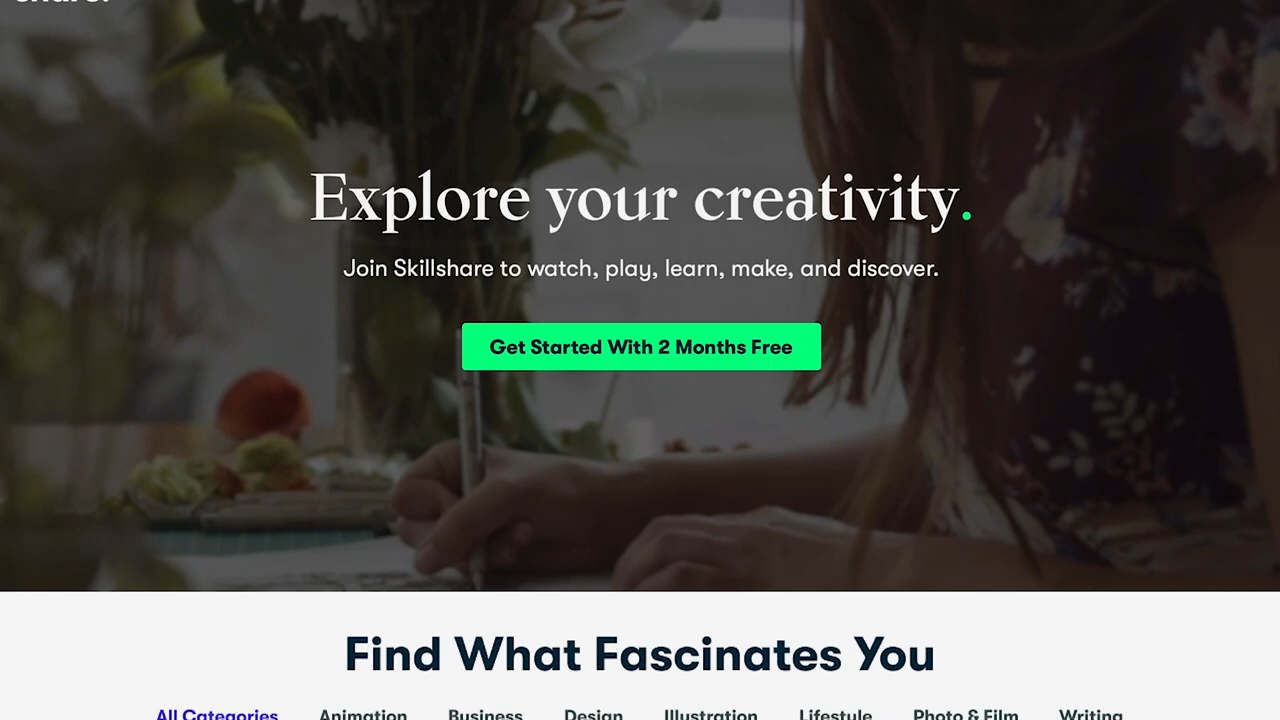 Explore your creativity.
Join Skillshare to watch, play, learn, make, and discover.
Get Started With 2 Months Free
Find What Fascinates You
All Categories Animation Business Design Illustration Lifestyle Photo & Film Writing